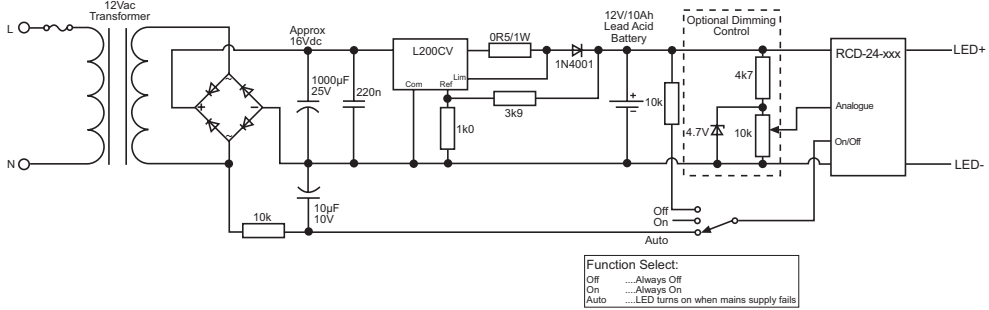 12Vac
Transformer
L
N
~
+
−
~
Approx
16Vdc
1000µF
25V
220n
L200CV
Com
Ref
Lim
0R5/1W
1N4001
3k9
1k0
10µF
10V
10k
12V/10Ah
Lead Acid
Battery
+
−
10k
Optional Dimming
Control
4k7
4.7V
10k
RCD-24-xxx
Analogue
On/Off
LED+
LED-
Off
On
Auto
Function Select:
Off ....Always Off
On ....Always On
Auto ....LED turns on when mains supply fails